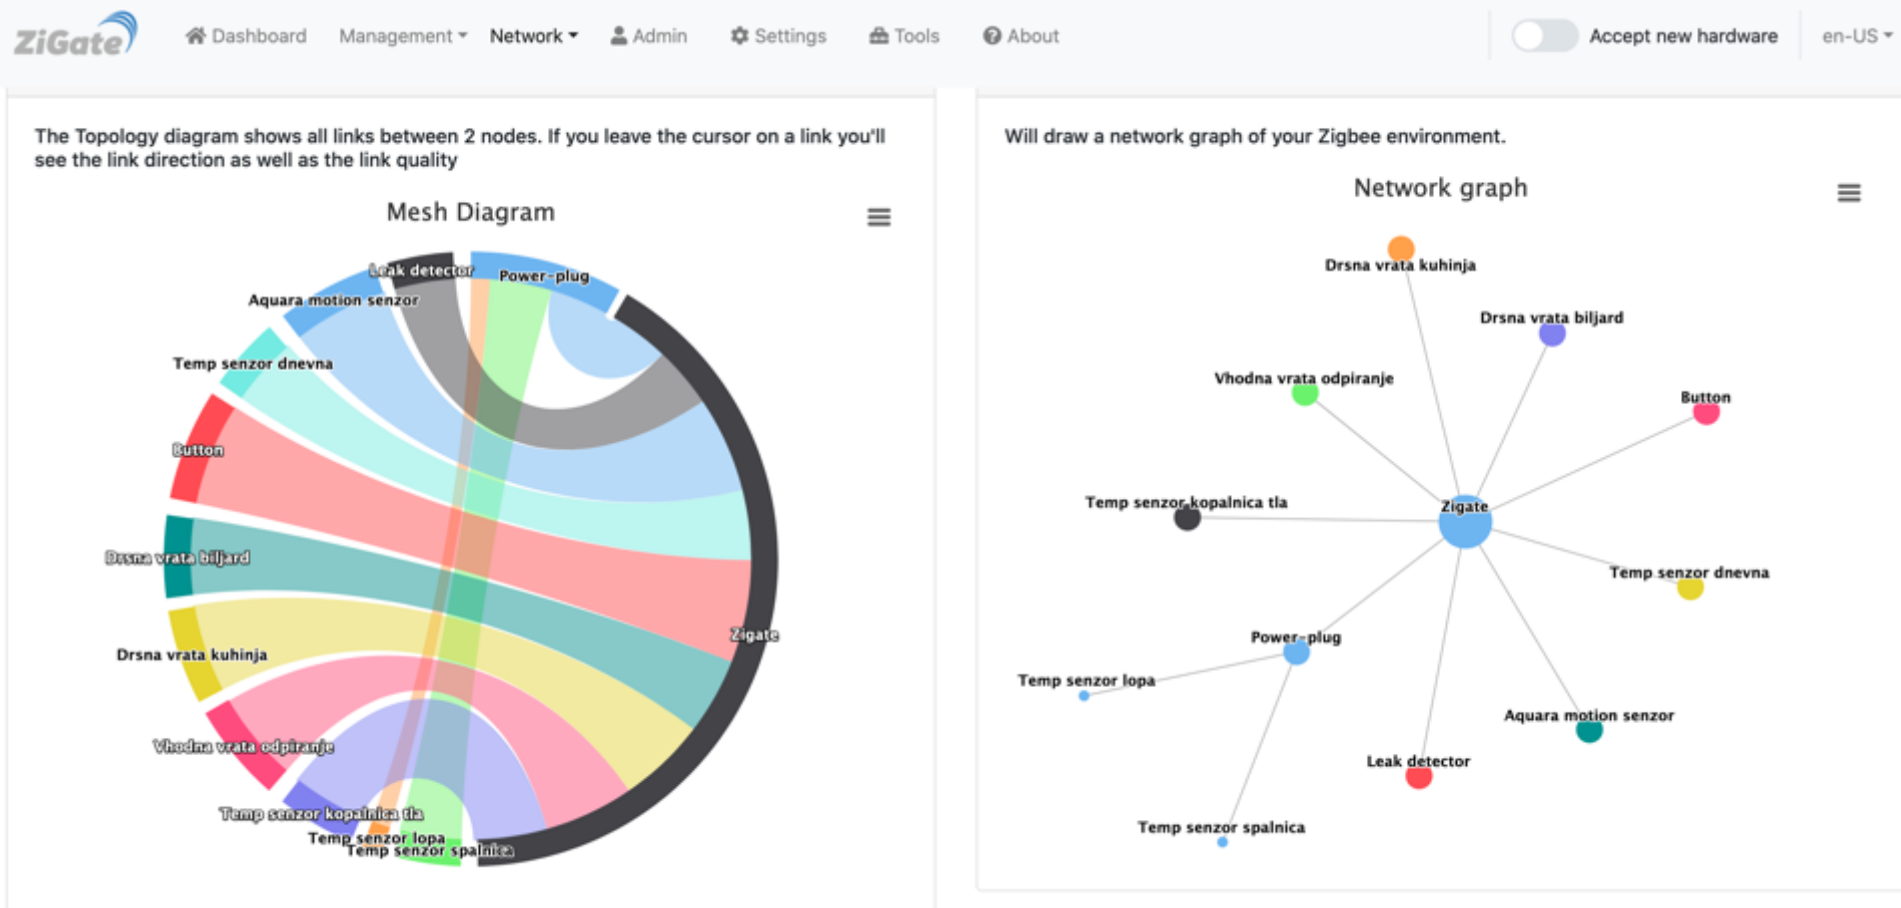 ZiGate
Dashboard
Management
Network
Admin
Settings
Tools
About
Accept new hardware
en-US
The Topology diagram shows all links between 2 nodes. If you leave the cursor on a link you'll
see the link direction as well as the link quality
Mesh Diagram
Leak detector
Power-plug
Aquara motion senzor
Temp senzor dnevna
Button
Drsna vrata biljard
Zigate
Drsna vrata kuhinja
Vhodna vrata odpiranje
Temp senzor kopalnica tla
Temp senzor lopa
Temp senzor spalnica
Will draw a network graph of your Zigbee environment.
Network graph
Drsna vrata kuhinja
Drsna vrata biljard
Vhodna vrata odpiranje
Button
Temp senzor kopalnica tla
Zigate
Temp senzor dnevna
Power-plug
Temp senzor lopa
Aquara motion senzor
Leak detector
Temp senzor spalnica